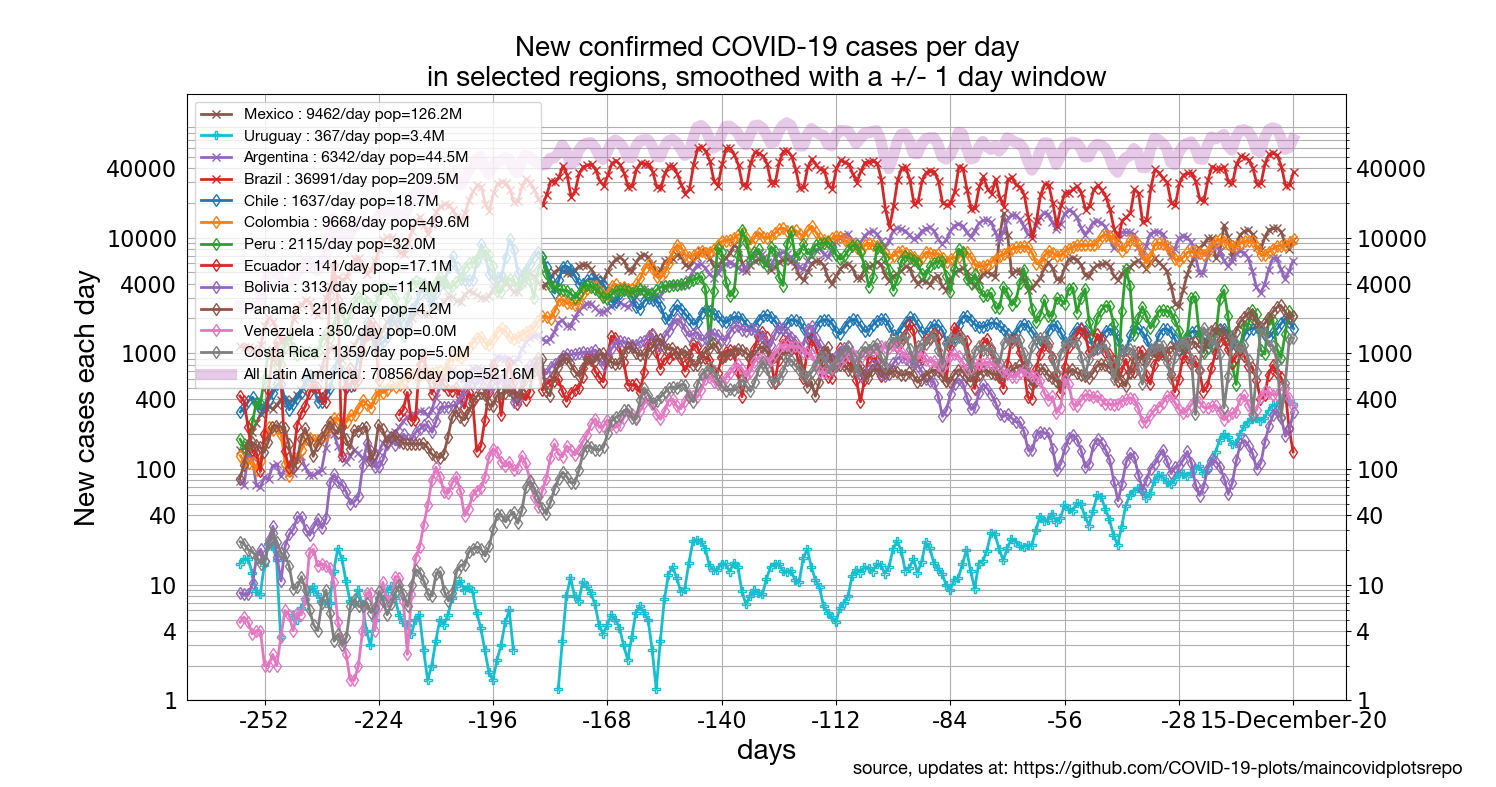 New confirmed COVID-19 cases per day
in selected regions, smoothed with a +/- 1 day window
Mexico : 9462/day pop=126.2M
Uruguay : 367/day pop=3.4M
Argentina : 6342/day pop=44.5M
Brazil : 36991/day pop=209.5M
Chile : 1637/day pop=18.7M
Colombia : 9668/day pop=49.6M
Peru : 2115/day pop=32.0M
Ecuador : 141/day pop=17.1M
Bolivia : 313/day pop=11.4M
Panama : 2116/day pop=4.2M
Venezuela : 350/day pop=0.0M
Costa Rica : 1359/day pop=5.0M
All Latin America : 70856/day pop=521.6M
New cases each day
40000
10000
4000
1000
400
100
40
10
4
1
40000
10000
4000
1000
400
100
40
10
4
1
-252 -224 -196 -168 -140 -112 -84 -56 -28 15-December-20
days
source, updates at: https://github.com/COVID-19-plots/maincovidplotsrepo